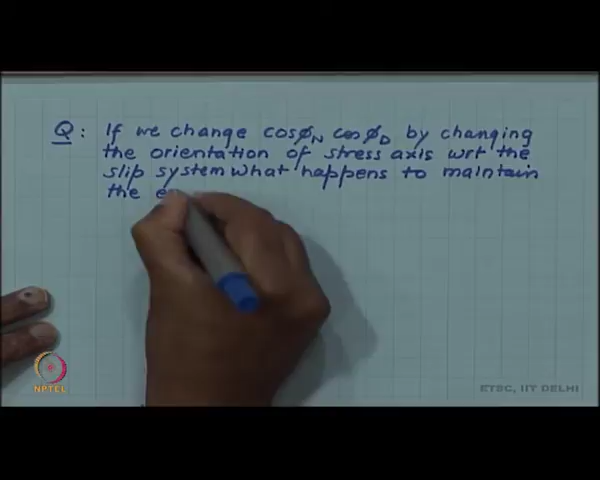 Q: If we change cosϕN cosϕD by changing
the orientation of stress axis wrt the
slip system what happens to maintain
the
NPTEL
ETSC, IIT DELHI